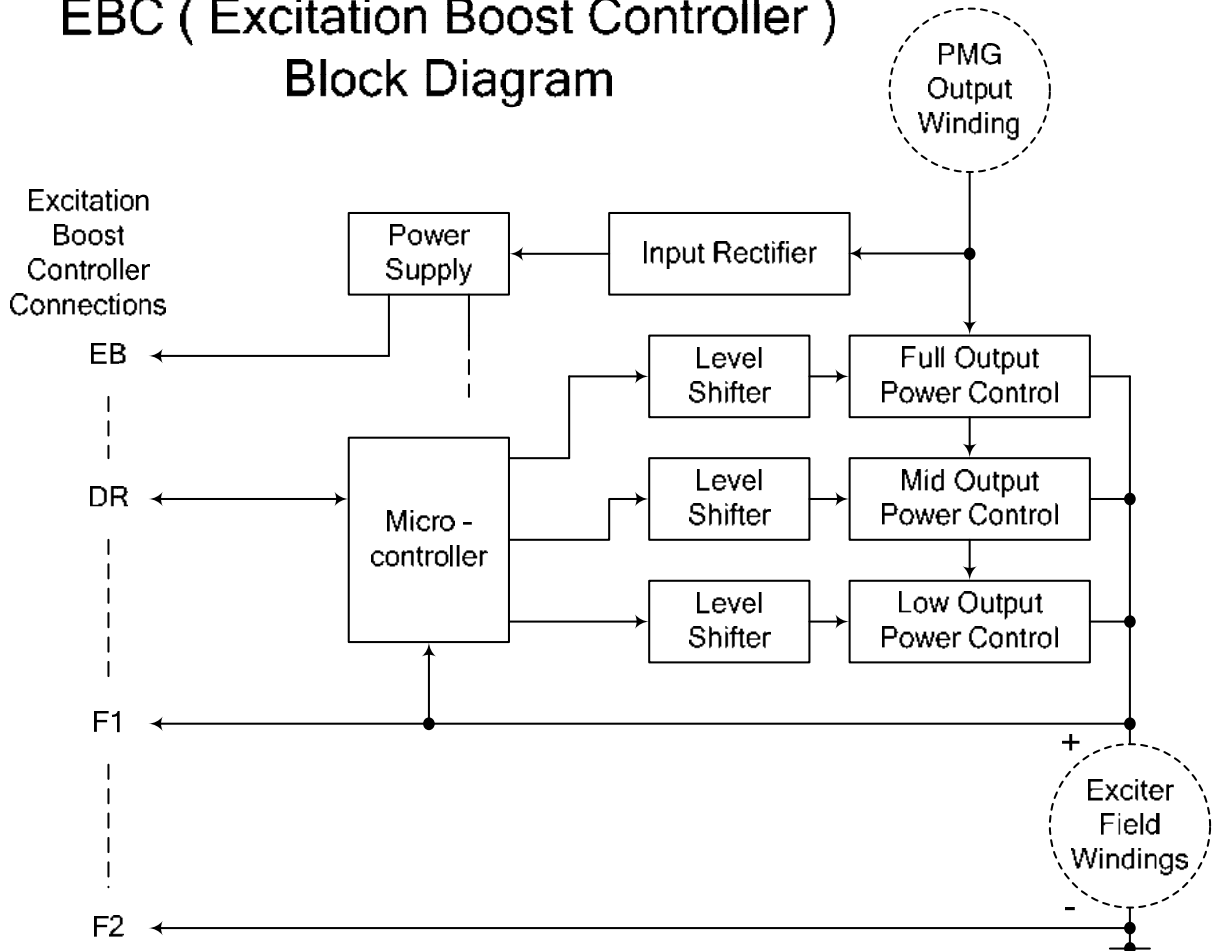 EBC ( Excitation Boost Controller )
Block Diagram
PMG
Output
Winding
Excitation
Boost
Controller
Connections
Power
Supply
Input Rectifier
EB
Level
Shifter
Full Output
Power Control
DR
Micro -
controller
Level
Shifter
Mid Output
Power Control
Level
Shifter
Low Output
Power Control
F1
+
Exciter
Field
Windings
-
F2